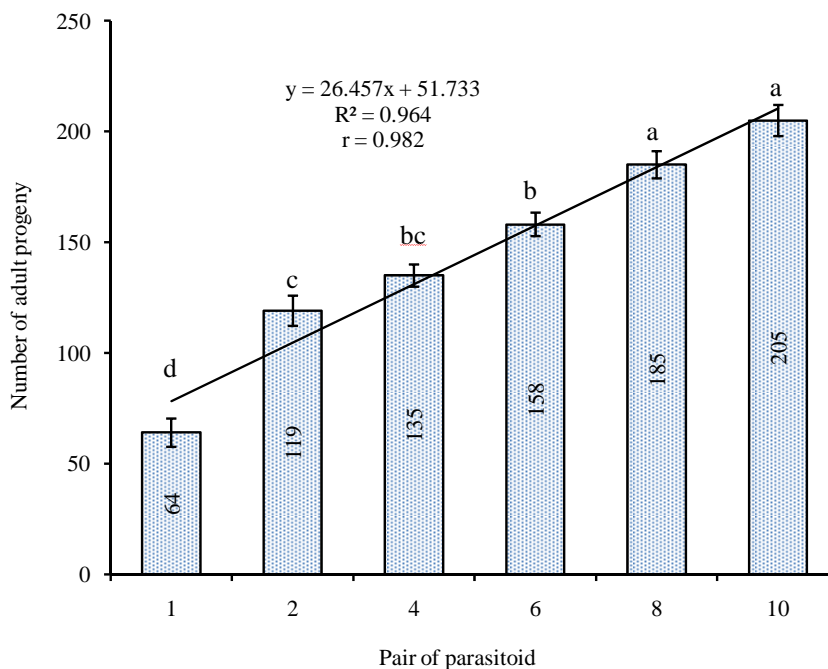 250
200
150
100
50
0
Number of adult progeny
y = 26.457x + 51.733
R² = 0.964
r = 0.982
d
c
bc
b
a
a
64
119
135
158
185
205
1 2 4 6 8 10
Pair of parasitoid